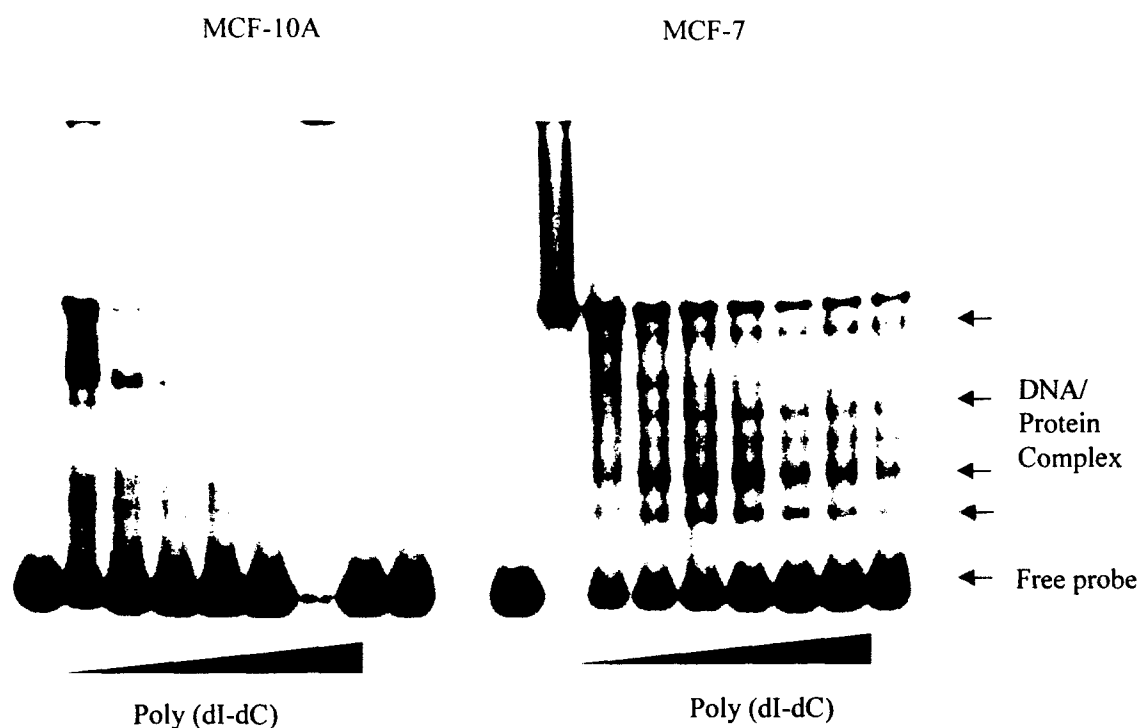 MCF-10A
MCF-7
DNA/
Protein
Complex
Free probe
Poly (dI-dC)
Poly (dI-dC)